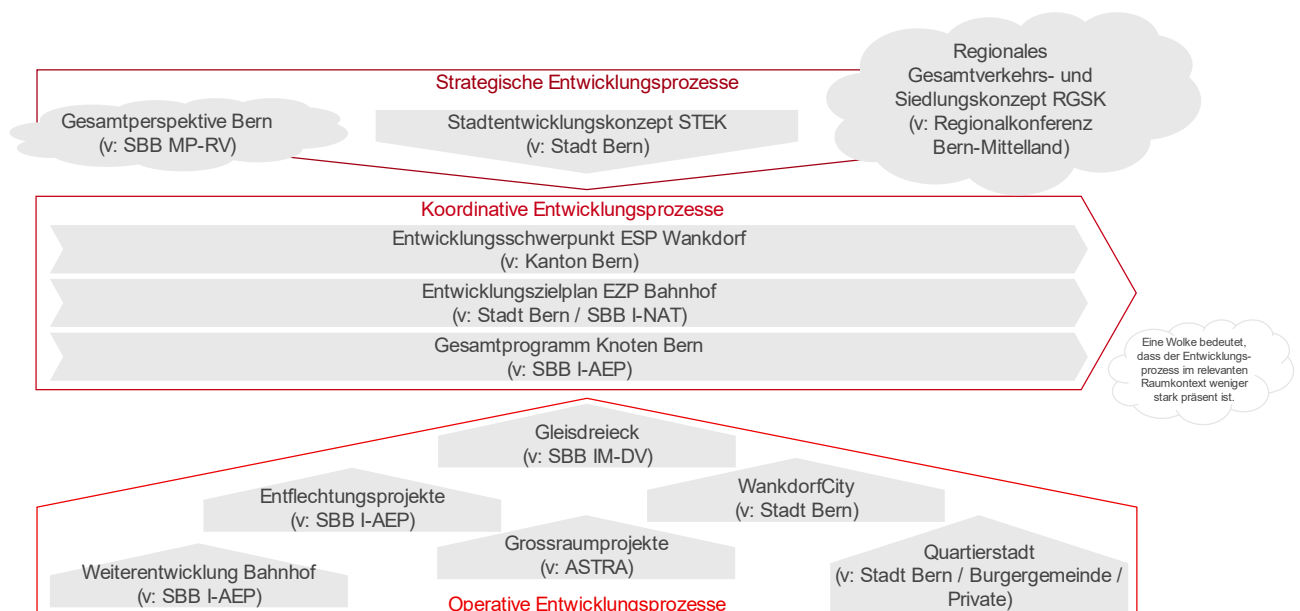 Strategische Entwicklungsprozesse
Gesamtperspektive Bern
(v: SBB MP-RV)
Stadtentwicklungskonzept STEK
(v: Stadt Bern)
Regionales
Gesamtverkehrs- und
Siedlungskonzept RGSK
(v: Regionalkonferenz
Bern-Mittelland)
Koordinative Entwicklungsprozesse
Entwicklungsschwerpunkt ESP Wankdorf
(v: Kanton Bern)
Entwicklungszielplan EZP Bahnhof
(v: Stadt Bern / SBB I-NAT)
Gesamtprogramm Knoten Bern
(v: SBB I-AEP)
Eine Wolke bedeutet,
dass der Entwicklungs-
prozess im relevanten
Raumkontext weniger
stark präsent ist.
Gleisdreieck
(v: SBB IM-DV)
Entflechtungsprojekte
(v: SBB I-AEP)
WankdorfCity
(v: Stadt Bern)
Weiterentwicklung Bahnhof
(v: SBB I-AEP)
Grossraumprojekte
(v: ASTRA)
Quartierstadt
(v: Stadt Bern / Burgergemeinde /
Private)
Operative Entwicklungsprozesse